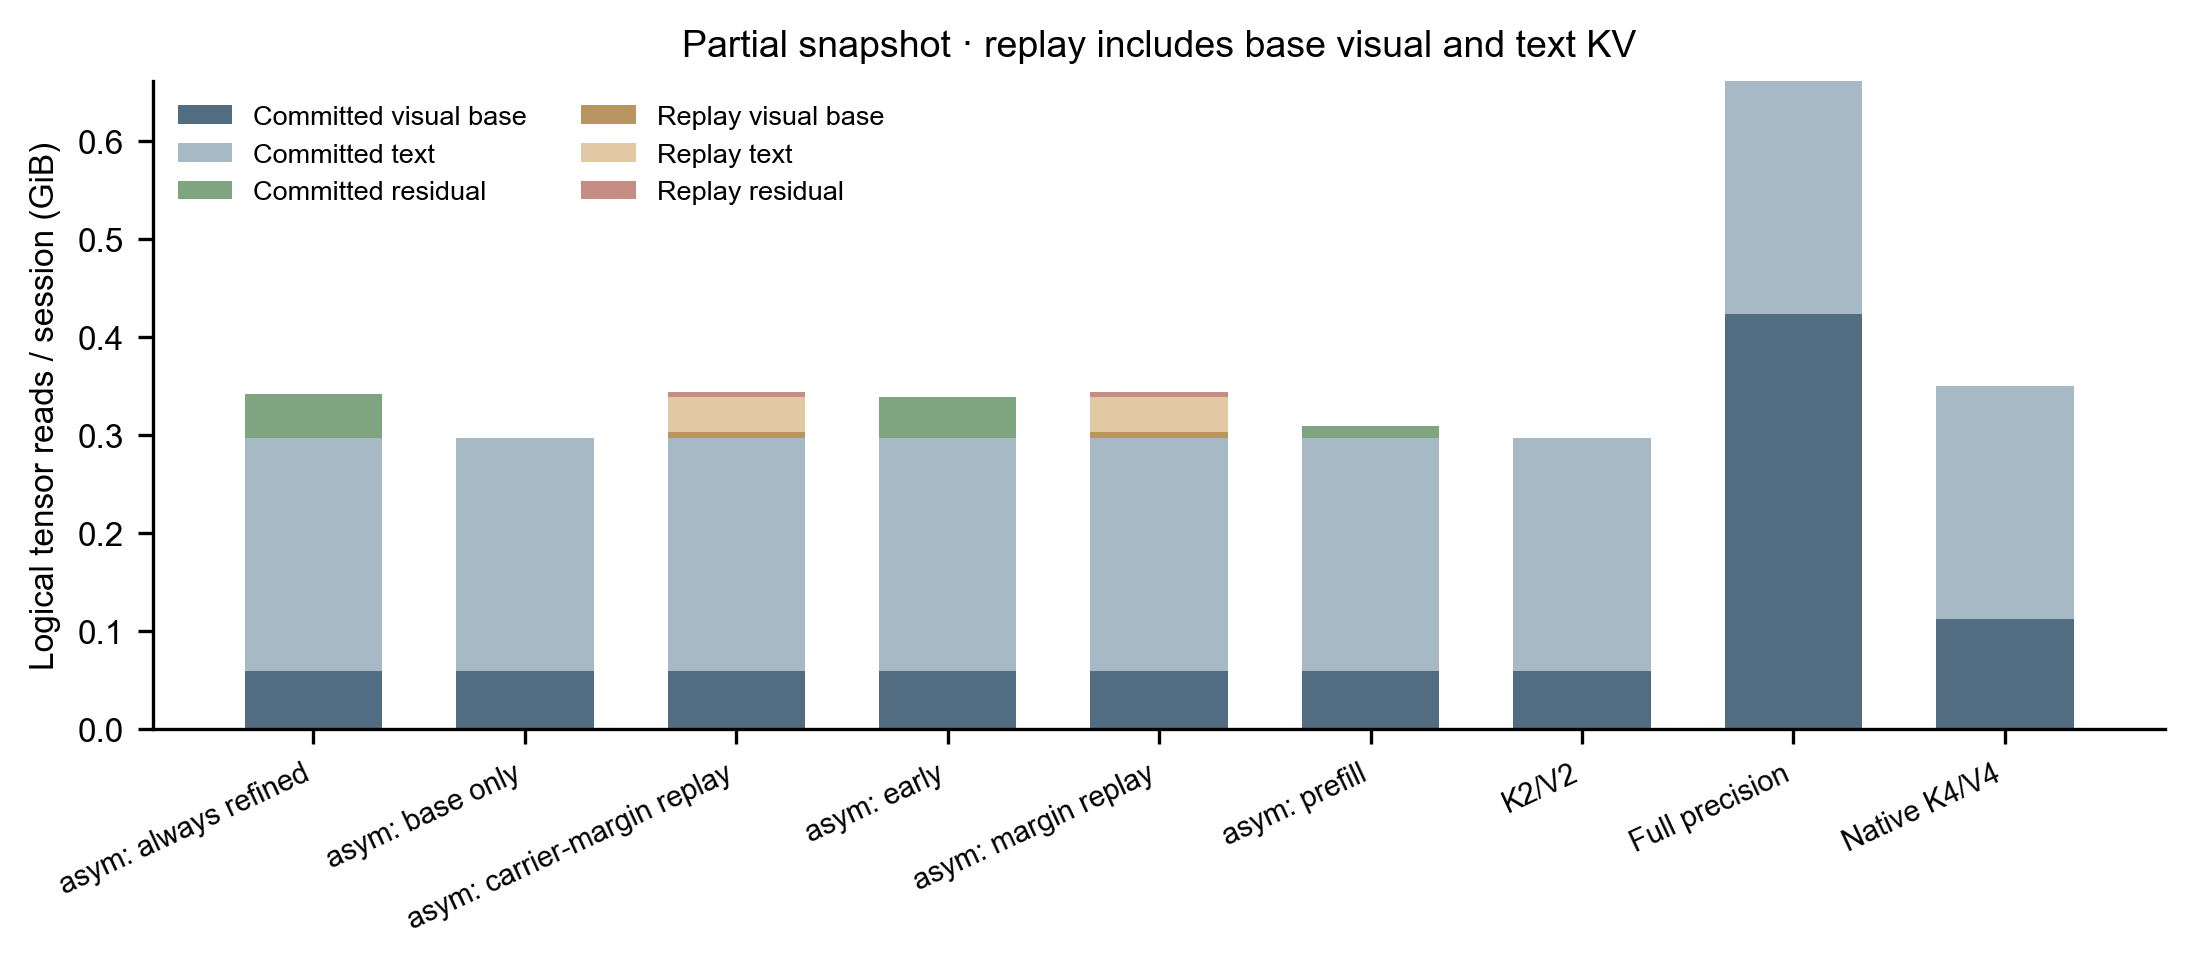 Partial snapshot · replay includes base visual and text KV
Committed visual base
Committed text
Committed residual
Replay visual base
Replay text
Replay residual
Logical tensor reads / session (GiB)
0.6
0.5
0.4
0.3
0.2
0.1
0.0
asym: always refined
asym: base only
asym: carrier-margin replay
asym: early
asym: margin replay
asym: prefill
K2/V2
Full precision
Native K4/V4